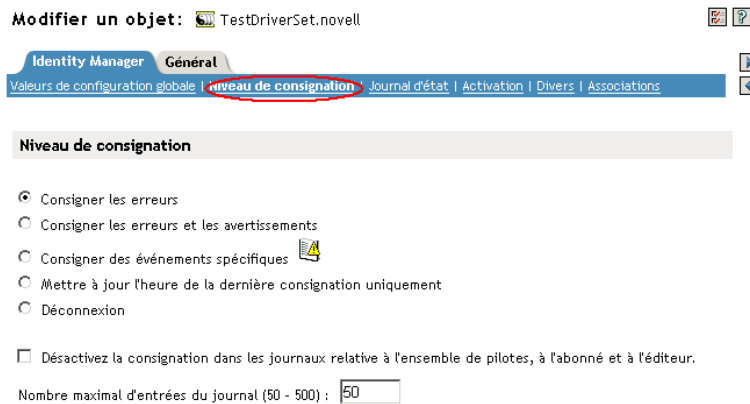 Modifier un objet: TestDriverSet.novell
Identity Manager Général
Valeurs de configuration globale | Niveau de consignation | Journal d'état | Activation | Divers | Associations
Niveau de consignation
Consigner les erreurs
Consigner les erreurs et les avertissements
Consigner des événements spécifiques
Mettre à jour l'heure de la dernière consignation uniquement
Déconnexion
Désactivez la consignation dans les journaux relative à l'ensemble de pilotes, à l'abonné et à l'éditeur.
Nombre maximal d'entrées du journal (50 - 500) : 50